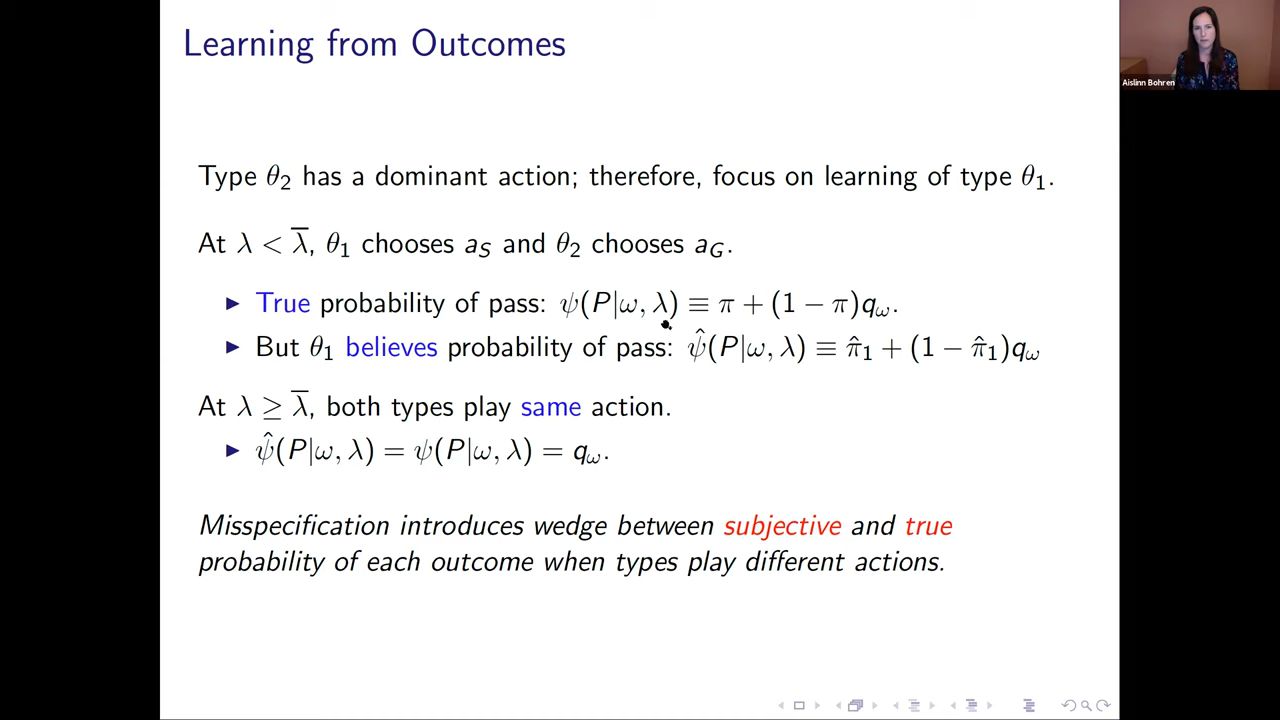 Learning from Outcomes
Aislinn Bohren
Type θ₂ has a dominant action; therefore, focus on learning of type θ₁.
At λ < λ̅, θ₁ chooses a_S and θ₂ chooses a_G.
▶ True probability of pass: ψ(P|ω, λ) ≡ π + (1 − π)q_ω.
▶ But θ₁ believes probability of pass: ψ̂(P|ω, λ) ≡ π̂₁ + (1 − π̂₁)q_ω
At λ ≥ λ̅, both types play same action.
▶ ψ̂(P|ω, λ) = ψ(P|ω, λ) = q_ω.
Misspecification introduces wedge between subjective and true
probability of each outcome when types play different actions.